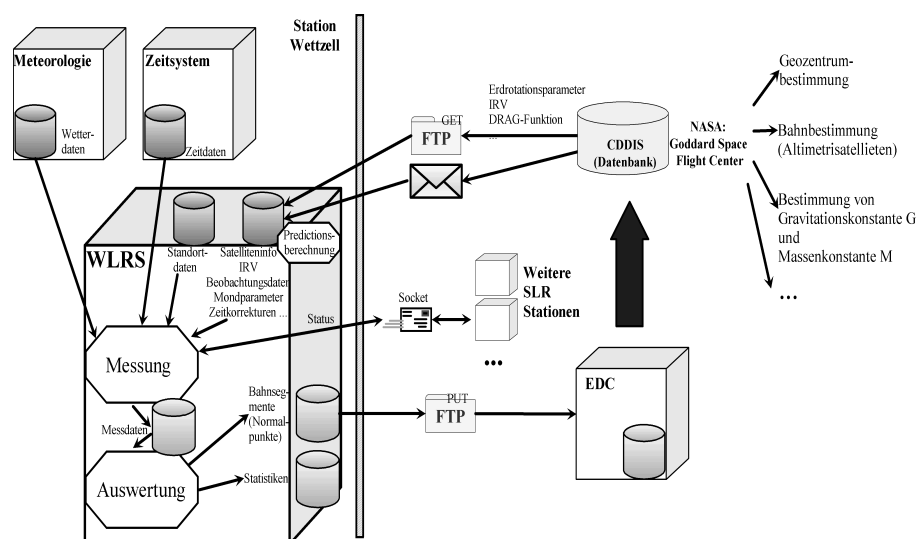 Station
Wettzell
Meteorologie
Wetter-
daten
Zeitsystem
Zeitdaten
GET
FTP
Erdrotationsparameter
IRV
DRAG-Funktion
...
CDDIS
(Datenbank)
NASA:
Goddard Space
Flight Center
Geozentrum-
bestimmung
Bahnbestimmung
(Altimetrisatellieten)
Bestimmung von
Gravitationskonstante G
und
Massenkonstante M
...
WLRS
Standort-
daten
Satelliteninfo
IRV
Beobachtungsdaten
Mondparameter
Zeitkorrekturen ...
Predictions-
berechnung
Status
Socket
Weitere
SLR
Stationen
...
Messung
Messdaten
Auswertung
Bahnseg-
mente
(Normal-
punkte)
Statistiken
PUT
FTP
EDC